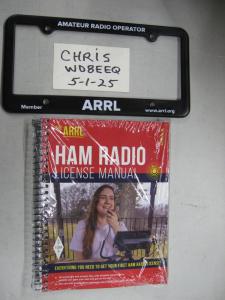 AMATEUR RADIO OPERATOR
CHRIS
WD8EEQ
5-1-25
Member
ARRL
www.arrl.org
ARRL
HAM RADIO
LICENSE MANUAL
EVERYTHING YOU NEED TO GET YOUR FIRST HAM RADIO LICENSE!